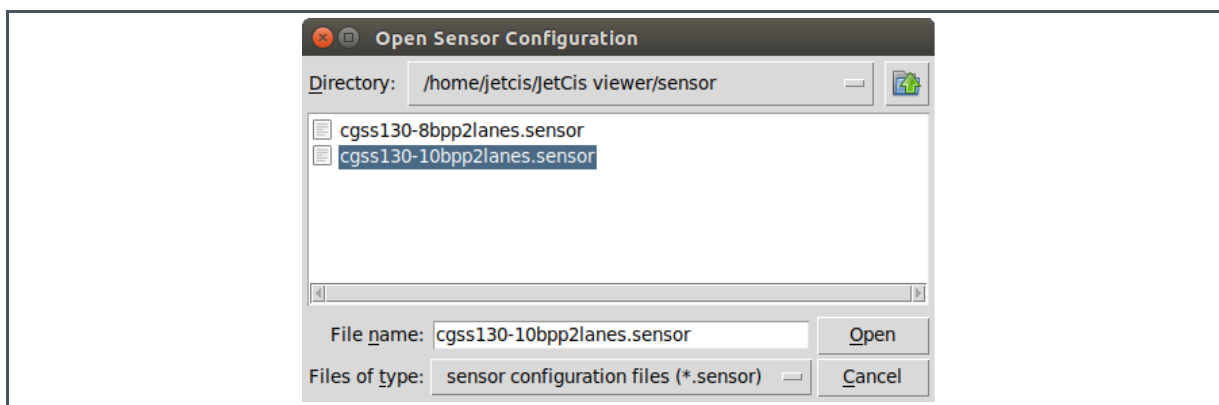 Open Sensor Configuration
Directory: /home/jetcis/JetCis viewer/sensor
cgss130-8bpp2lanes.sensor
cgss130-10bpp2lanes.sensor
File name: cgss130-10bpp2lanes.sensor Open
Files of type: sensor configuration files (*.sensor) Cancel